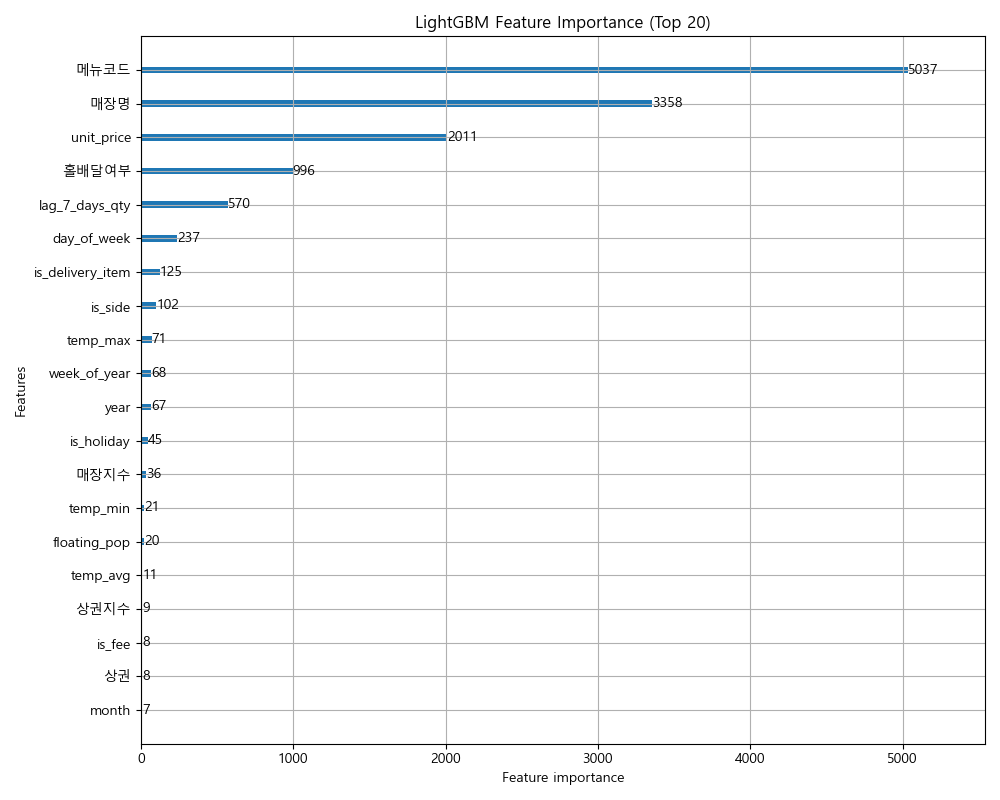 LightGBM Feature Importance (Top 20)
메뉴코드 5037
매장명 3358
unit_price 2011
홀배달여부 996
lag_7_days_qty 570
day_of_week 237
is_delivery_item 125
is_side 102
temp_max 71
week_of_year 68
year 67
is_holiday 45
매장지수 36
temp_min 21
floating_pop 20
temp_avg 11
상권지수 9
is_fee 8
상권 8
month 7
Features
0 1000 2000 3000 4000 5000
Feature importance